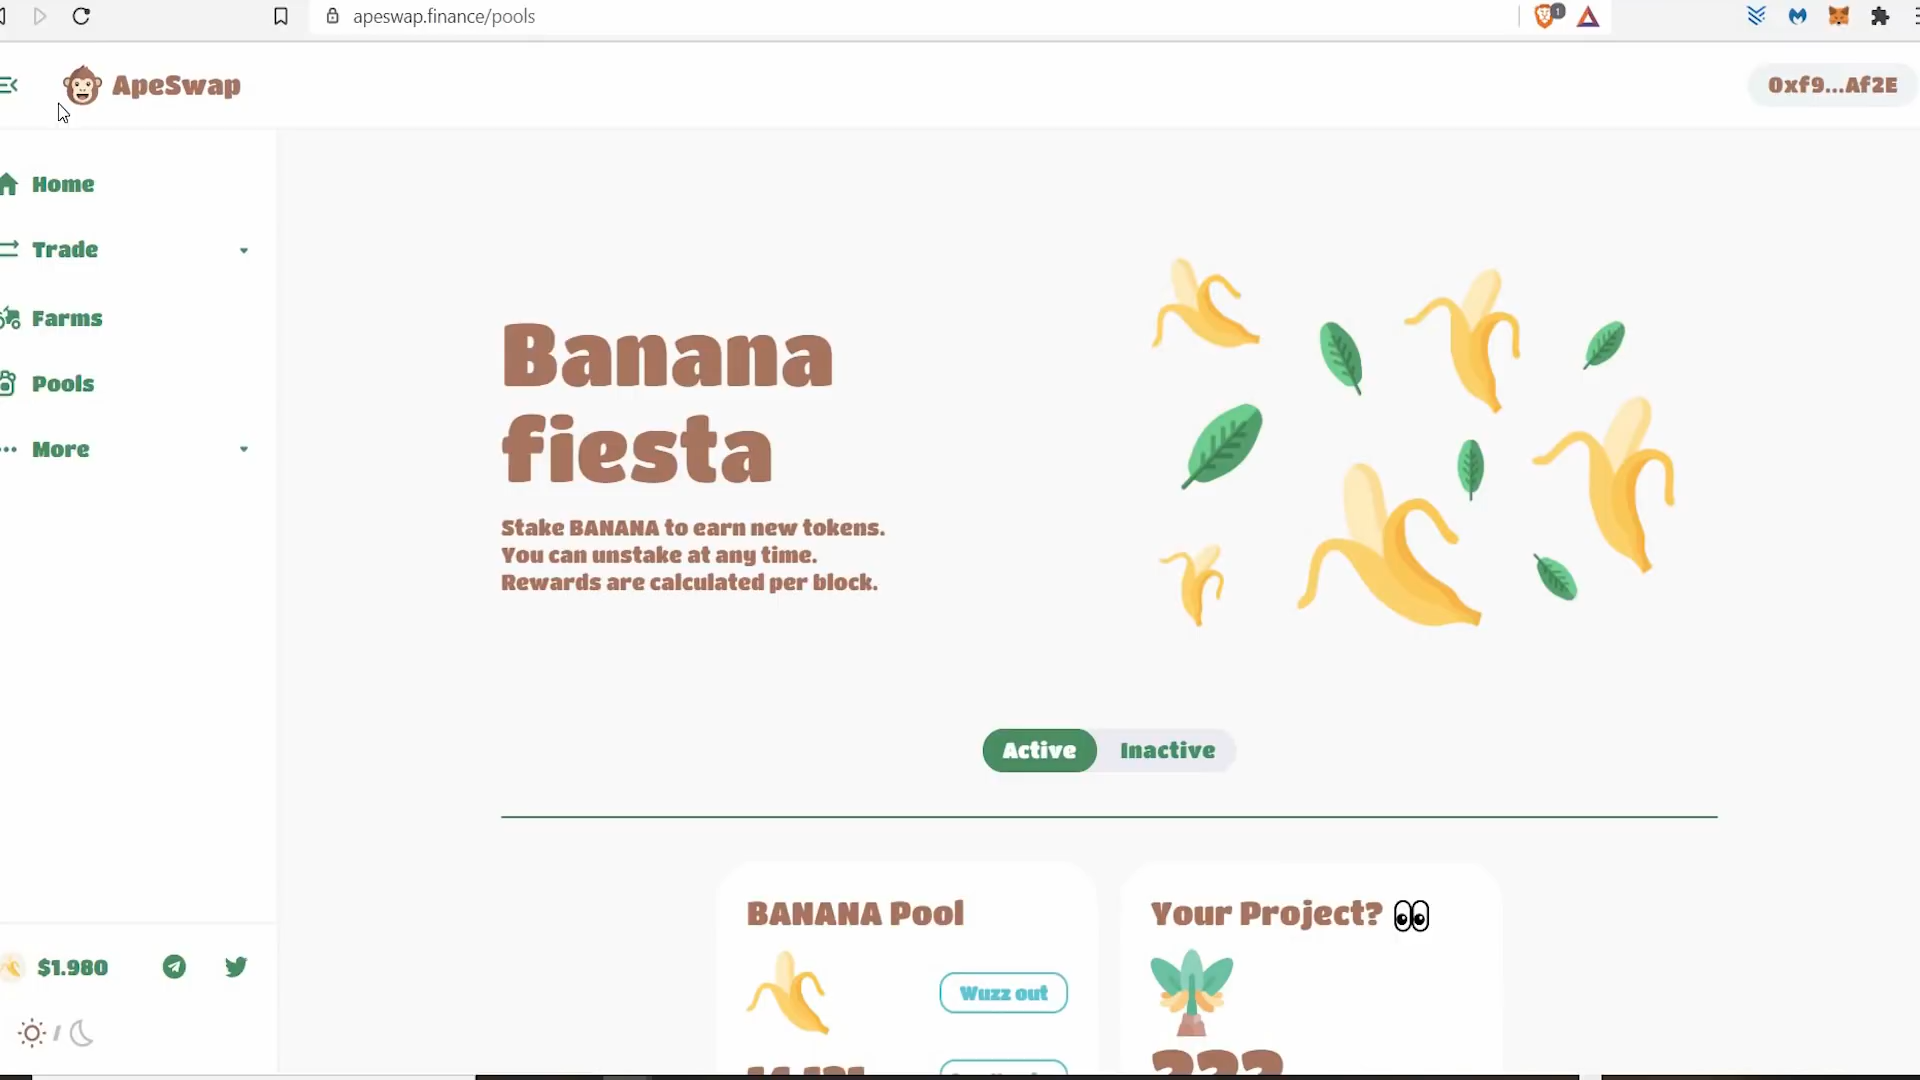 apeswap.finance/pools
1
ApeSwap
0xf9...Af2E
Home
Trade
Farms
Pools
More
Banana
fiesta
Stake BANANA to earn new tokens.
You can unstake at any time.
Rewards are calculated per block.
Active
Inactive
BANANA Pool
Your Project? 👀
Wuzz out
???
$1.980
/